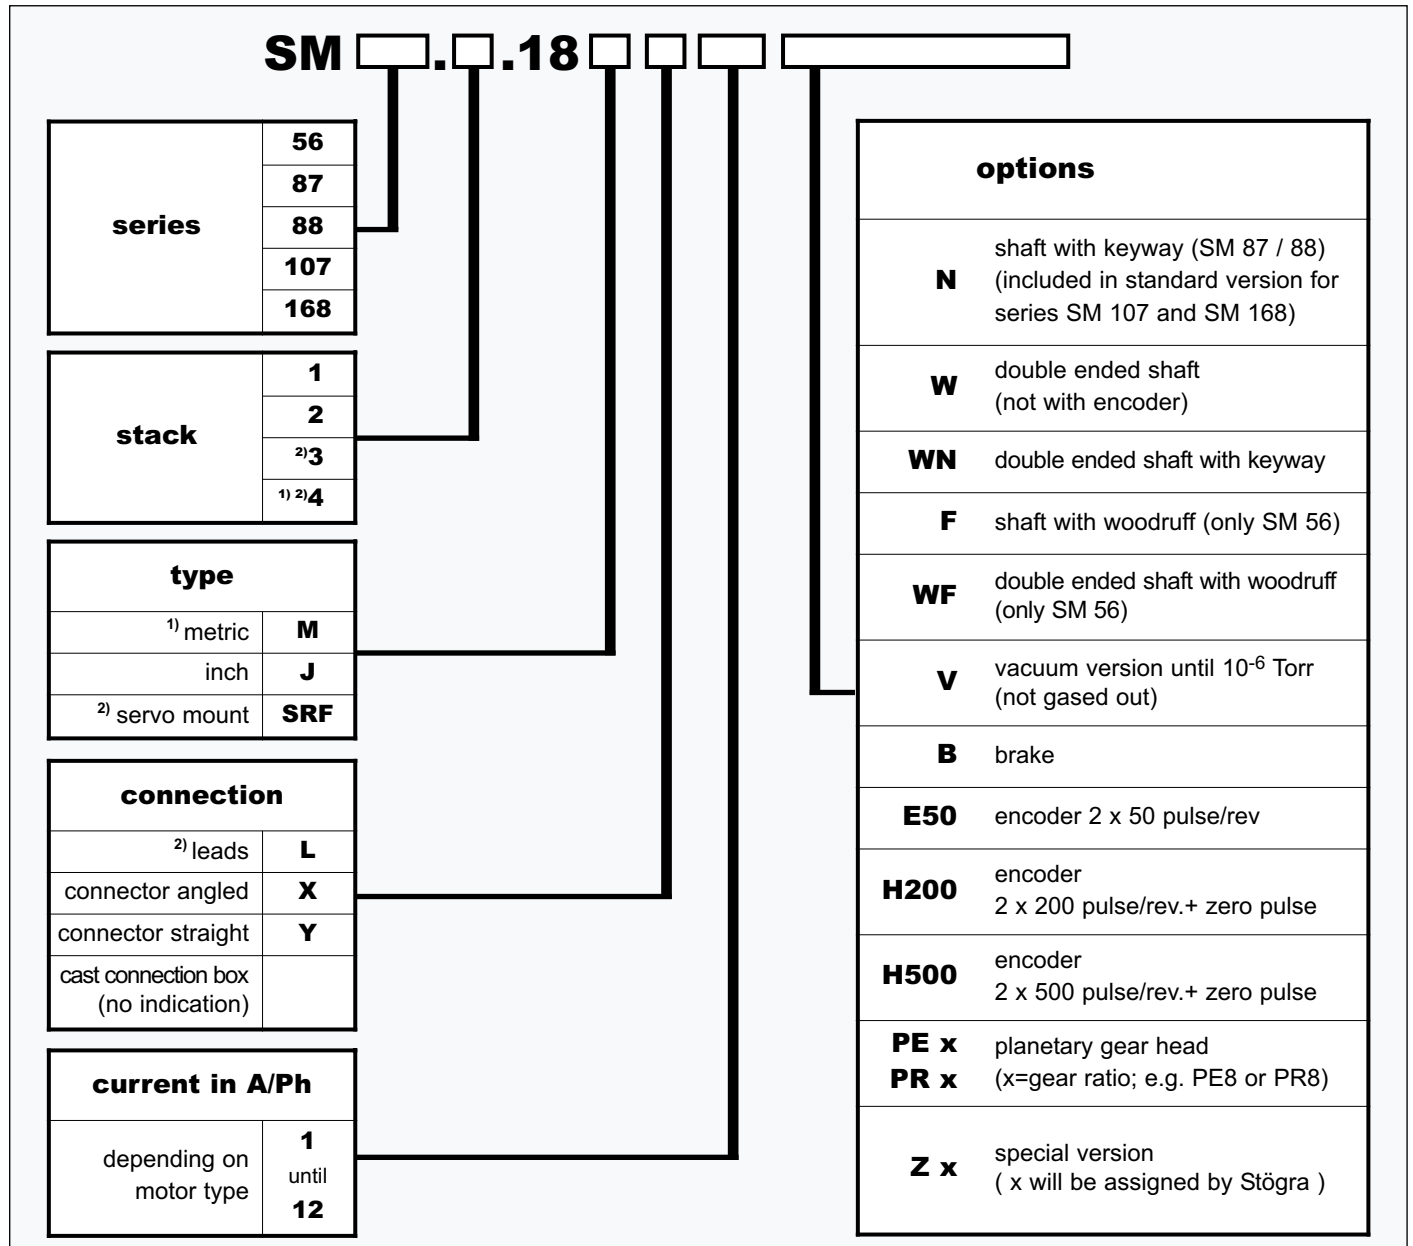 SM . .18
series
56
87
88
107
168
stack
1
2
2)3
1) 2)4
type
1) metric M
inch J
2) servo mount SRF
connection
2) leads L
connector angled X
connector straight Y
cast connection box
(no indication)
current in A/Ph
depending on
motor type
1
until
12
options
N
shaft with keyway (SM 87 / 88)
(included in standard version for
series SM 107 and SM 168)
W
double ended shaft
(not with encoder)
WN double ended shaft with keyway
F shaft with woodruff (only SM 56)
WF
double ended shaft with woodruff
(only SM 56)
V
vacuum version until 10-6 Torr
(not gased out)
B brake
E50 encoder 2 x 50 pulse/rev
H200
encoder
2 x 200 pulse/rev.+ zero pulse
H500
encoder
2 x 500 pulse/rev.+ zero pulse
PE x planetary gear head
PR x (x=gear ratio; e.g. PE8 or PR8)
Z x
special version
( x will be assigned by Stögra )